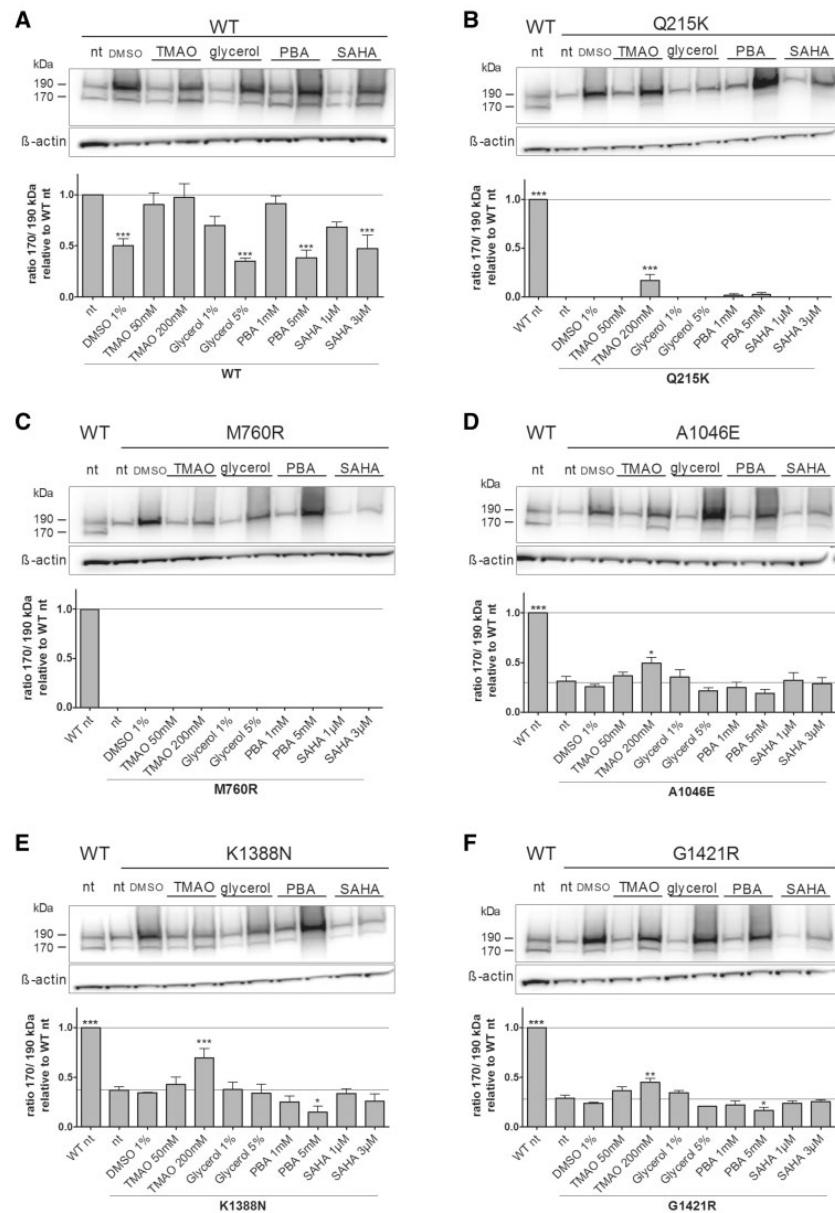 A
WT
nt DMSO TMAO glycerol PBA SAHA
kDa
190
170
ß-actin
ratio 170/ 190 kDa
relative to WT nt
1.0
0.5
0.0
*** *** *** ***
nt
DMSO 1%
TMAO 50mM
TMAO 200mM
Glycerol 1%
Glycerol 5%
PBA 1mM
PBA 5mM
SAHA 1µM
SAHA 3µM
WT
B
WT Q215K
nt nt DMSO TMAO glycerol PBA SAHA
kDa
190
170
ß-actin
ratio 170/ 190 kDa
relative to WT nt
1.0
0.5
0.0
*** ***
WT nt
nt
DMSO 1%
TMAO 50mM
TMAO 200mM
Glycerol 1%
Glycerol 5%
PBA 1mM
PBA 5mM
SAHA 1µM
SAHA 3µM
Q215K
C
WT M760R
nt nt DMSO TMAO glycerol PBA SAHA
kDa
190
170
ß-actin
ratio 170/ 190 kDa
relative to WT nt
1.0
0.5
0.0
WT nt
nt
DMSO 1%
TMAO 50mM
TMAO 200mM
Glycerol 1%
Glycerol 5%
PBA 1mM
PBA 5mM
SAHA 1µM
SAHA 3µM
M760R
D
WT A1046E
nt nt DMSO TMAO glycerol PBA SAHA
kDa
190
170
ß-actin
ratio 170/ 190 kDa
relative to WT nt
1.0
0.5
0.0
*** *
WT nt
nt
DMSO 1%
TMAO 50mM
TMAO 200mM
Glycerol 1%
Glycerol 5%
PBA 1mM
PBA 5mM
SAHA 1µM
SAHA 3µM
A1046E
E
WT K1388N
nt nt DMSO TMAO glycerol PBA SAHA
kDa
190
170
ß-actin
ratio 170/ 190 kDa
relative to WT nt
1.0
0.5
0.0
*** *** *
WT nt
nt
DMSO 1%
TMAO 50mM
TMAO 200mM
Glycerol 1%
Glycerol 5%
PBA 1mM
PBA 5mM
SAHA 1µM
SAHA 3µM
K1388N
F
WT G1421R
nt nt DMSO TMAO glycerol PBA SAHA
kDa
190
170
ß-actin
ratio 170/ 190 kDa
relative to WT nt
1.0
0.5
0.0
*** ** *
WT nt
nt
DMSO 1%
TMAO 50mM
TMAO 200mM
Glycerol 1%
Glycerol 5%
PBA 1mM
PBA 5mM
SAHA 1µM
SAHA 3µM
G1421R